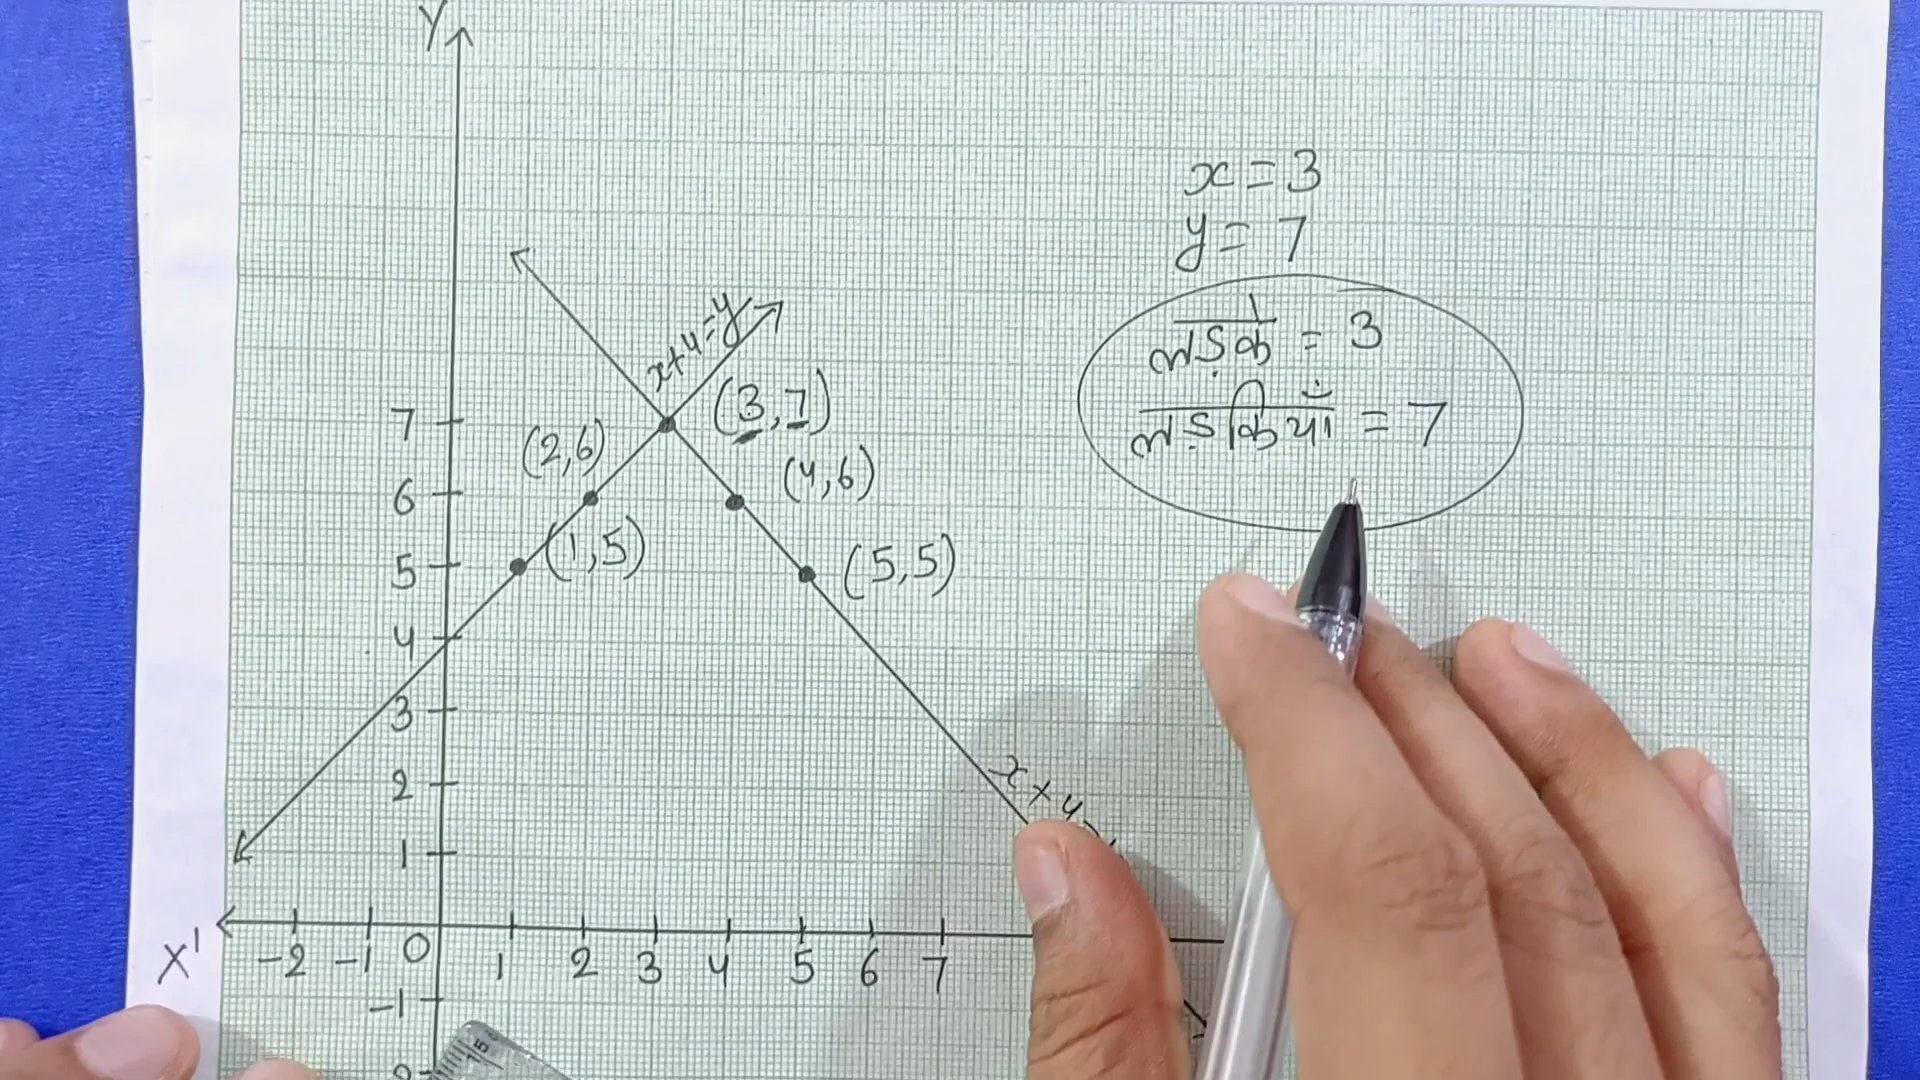 Y
x = 3
y = 7
लड़के = 3
लड़कियाँ = 7
x+4=y
(3,7)
7
(2,6)
(4,6)
6
(1,5)
(5,5)
5
4
3
x+y
2
1
X' -2 -1 0 1 2 3 4 5 6 7
-1
15